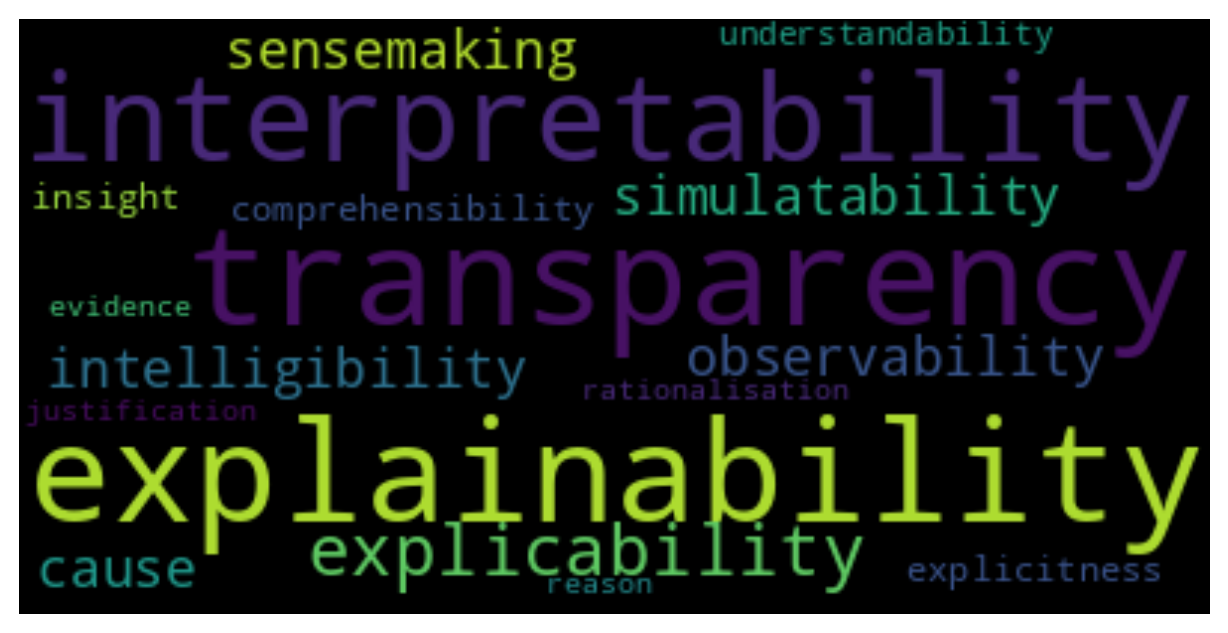 sensemaking
understandability
interpretability
insight
comprehensibility
simulatability
transparency
evidence
intelligibility
observability
rationalisation
justification
explainability
cause
explicability
reason
explicitness